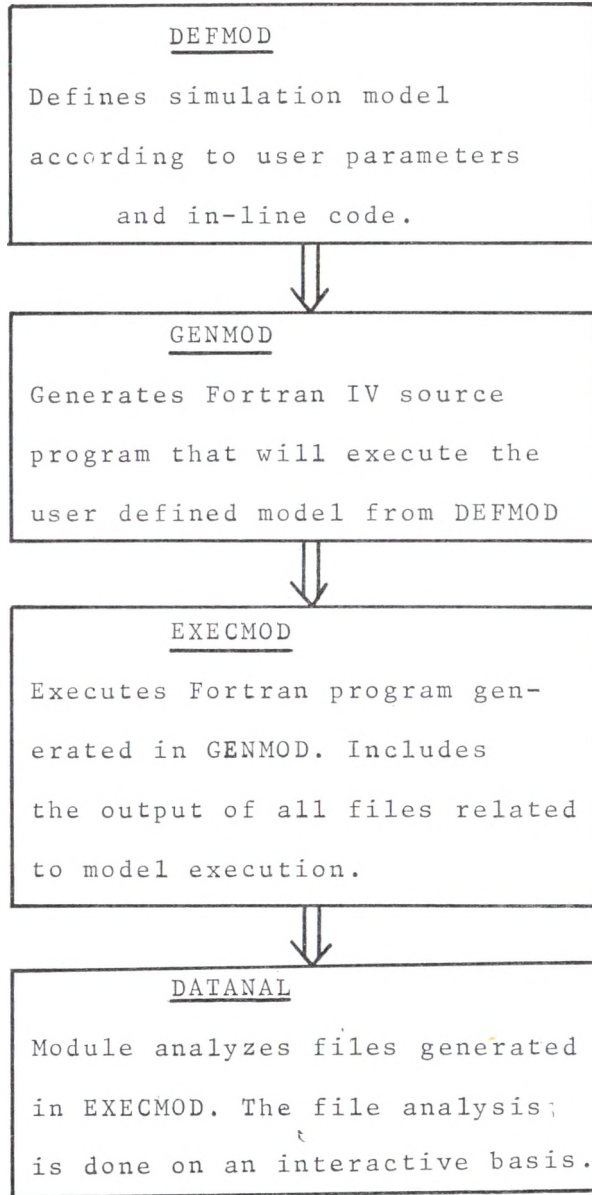 DEFMOD
Defines simulation model
according to user parameters
and in-line code.
GENMOD
Generates Fortran IV source
program that will execute the
user defined model from DEFMOD
EXECMOD
Executes Fortran program gen-
erated in GENMOD. Includes
the output of all files related
to model execution.
DATANAL
Module analyzes files generated
in EXECMOD. The file analysis
is done on an interactive basis.